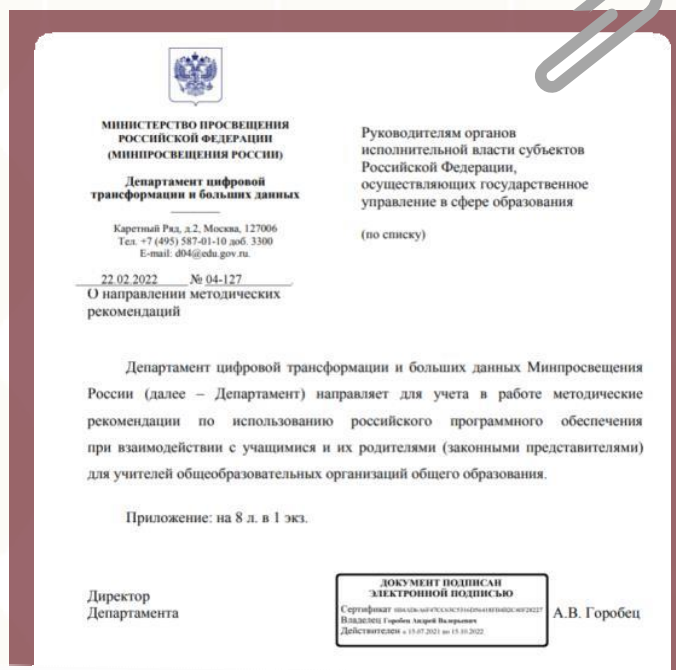 МИНИСТЕРСТВО ПРОСВЕЩЕНИЯ
РОССИЙСКОЙ ФЕДЕРАЦИИ
(МИНПРОСВЕЩЕНИЯ РОССИИ)
Департамент цифровой
трансформации и больших данных
Каретный Ряд, д.2, Москва, 127006
Тел. +7 (495) 587-01-10 доб. 3300
E-mail: d04@edu.gov.ru.
22.02.2022 № 04-127
О направлении методических
рекомендаций
Руководителям органов
исполнительной власти субъектов
Российской Федерации,
осуществляющих государственное
управление в сфере образования
(по списку)
Департамент цифровой трансформации и больших данных Минпросвещения
России (далее – Департамент) направляет для учета в работе методические
рекомендации по использованию российского программного обеспечения
при взаимодействии с учащимися и их родителями (законными представителями)
для учителей общеобразовательных организаций общего образования.
Приложение: на 8 л. в 1 экз.
Директор
Департамента
ДОКУМЕНТ ПОДПИСАН
ЭЛЕКТРОННОЙ ПОДПИСЬЮ
Сертификат
Владелец Горобец Андрей Валерьевич
Действителен с 15.07.2021 по 15.10.2022
А.В. Горобец